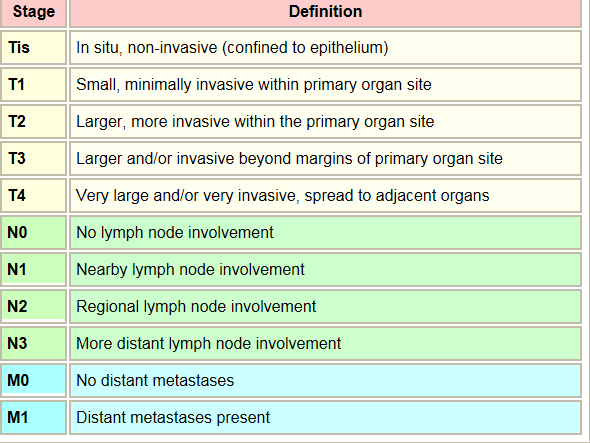 Stage Definition
Tis In situ, non-invasive (confined to epithelium)
T1 Small, minimally invasive within primary organ site
T2 Larger, more invasive within the primary organ site
T3 Larger and/or invasive beyond margins of primary organ site
T4 Very large and/or very invasive, spread to adjacent organs
N0 No lymph node involvement
N1 Nearby lymph node involvement
N2 Regional lymph node involvement
N3 More distant lymph node involvement
M0 No distant metastases
M1 Distant metastases present